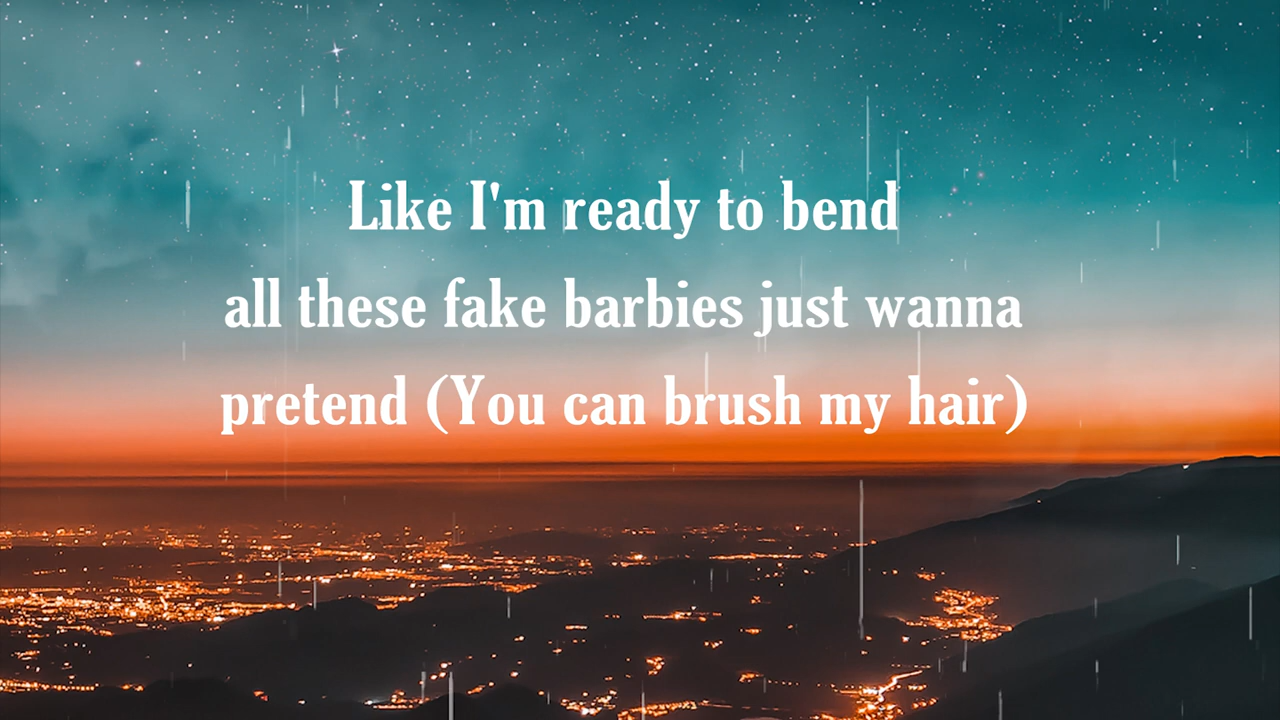 Like I'm ready to bend
all these fake barbies just wanna
pretend (You can brush my hair)